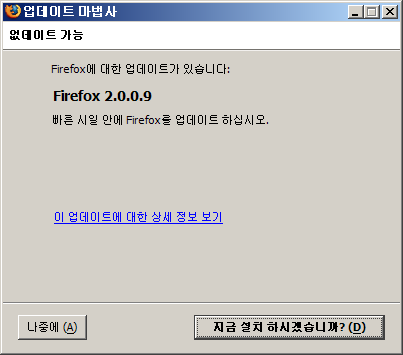 업데이트 마법사
없데이트 가능
Firefox에 대한 업데이트가 있습니다:
Firefox 2.0.0.9
빠른 시일 안에 Firefox를 업데이트 하십시오.
이 업데이트에 대한 상세 정보 보기
나중에 (A)
지금 설치 하시겠습니까? (D)